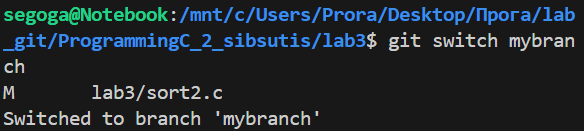 segoga@Notebook:/mnt/c/Users/Prora/Desktop/Прога/lab
_git/ProgrammingC_2_sibsutis/lab3$ git switch mybran
ch
M       lab3/sort2.c
Switched to branch 'mybranch'